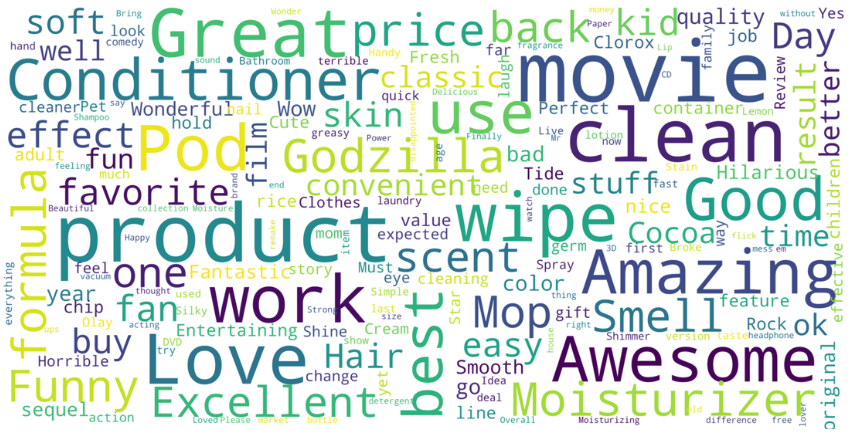 soft
Great
price
back
kid
quality
Yes
Bring
Wonder
money
Paper
without
hand
look
comedy
well
sound
Bathroom
terrible
Handy
Fresh
far
laugh
Clorox
Lip
job
family
Day
fragrance
Conditioner
classic
Delicious
movie
CD
Review
better
cleaner
Pet
say
Wonderful
nail
Wow
quick
use
Perfect
container
Lemon
result
Shampoo
hold
Cute
skin
greasy
Power
disappointed
Finally
Live
Mr
lotion
now
effect
Pod
film
Godzilla
age
bad
clean
Stain
adult
fun
feeling
much
convenient
need
Tide
done
stuff
fast
Hilarious
children
favorite
brand
end
rice
Clothes
laundry
wipe
nice
Good
formula
Beautiful
collection
Moisture
remake
item
mom
value
expected
watch
germ
Cocoa
way
time
effective
product
Happy
scent
3D
first
Broke
flick
mess
em
everything
one
feel
vacuum
Fantastic
story
Must
eye
cleaning
Spray
color
Amazing
year
fan
thought
used
work
Simple
last
best
Star
Mop
thing
gift
feature
chip
Olay
Silky
Strong
size
Smell
Rock
ok
ups
acting
Entertaining
Shine
Cream
show
easy
right
house
Shimmer
version
taste
headphone
buy
DVD
try
Love
Hair
yet
Smooth
Awesome
original
Horrible
change
detergent
go
Idea
deal
Funny
Excellent
line
Moisturizer
old
sequel
action
Loved
Please
market
bottle
Moisturizing
Overall
difference
free
lover